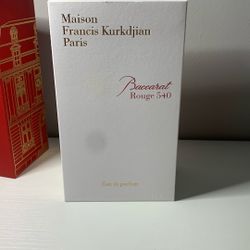 Maison
Francis Kurkdjian
Paris
Baccarat
Rouge 540
Eau de parfum